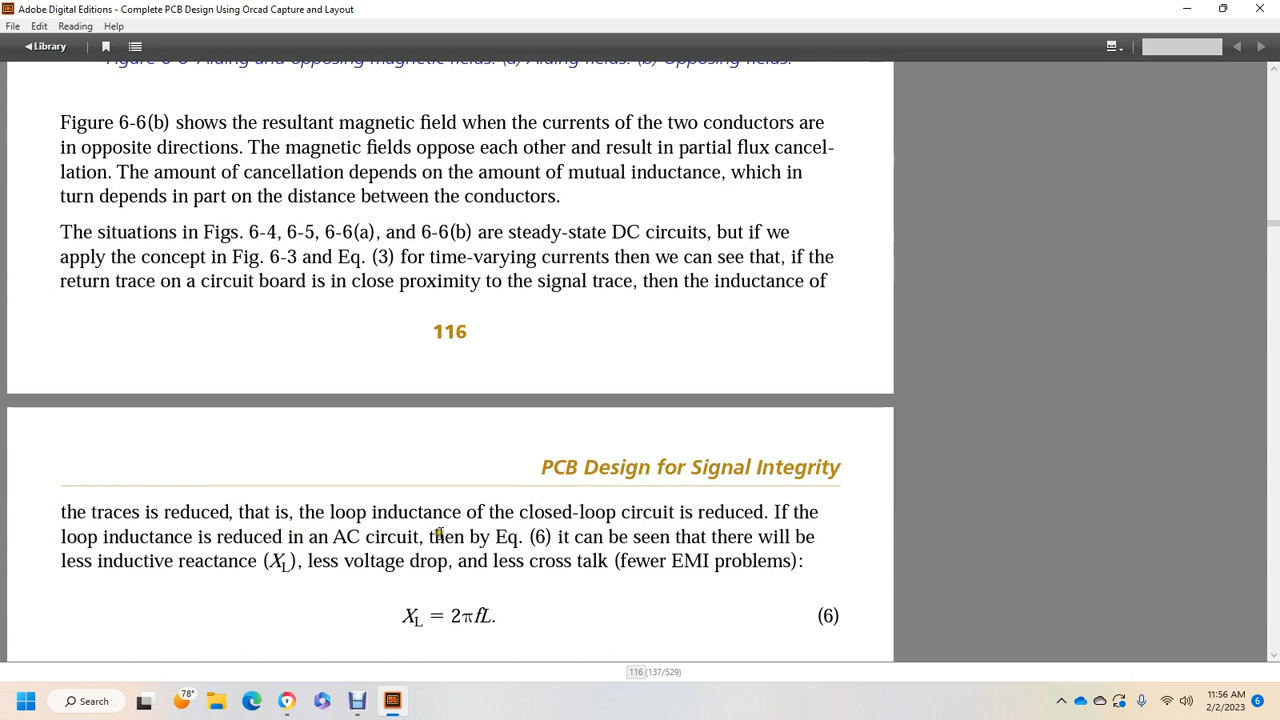 Adobe Digital Editions - Complete PCB Design Using Orcad Capture and Layout
File Edit Reading Help
Library
Figure 6-6 Aiding and opposing magnetic fields. (a) Aiding fields. (b) Opposing fields.
Figure 6-6(b) shows the resultant magnetic field when the currents of the two conductors are
in opposite directions. The magnetic fields oppose each other and result in partial flux cancel-
lation. The amount of cancellation depends on the amount of mutual inductance, which in
turn depends in part on the distance between the conductors.
The situations in Figs. 6-4, 6-5, 6-6(a), and 6-6(b) are steady-state DC circuits, but if we
apply the concept in Fig. 6-3 and Eq. (3) for time-varying currents then we can see that, if the
return trace on a circuit board is in close proximity to the signal trace, then the inductance of
116
PCB Design for Signal Integrity
the traces is reduced, that is, the loop inductance of the closed-loop circuit is reduced. If the
loop inductance is reduced in an AC circuit, then by Eq. (6) it can be seen that there will be
less inductive reactance (XL), less voltage drop, and less cross talk (fewer EMI problems):
XL = 2πfL. (6)
116 (137/529)
Search
78°
11:56 AM
2/2/2023
6